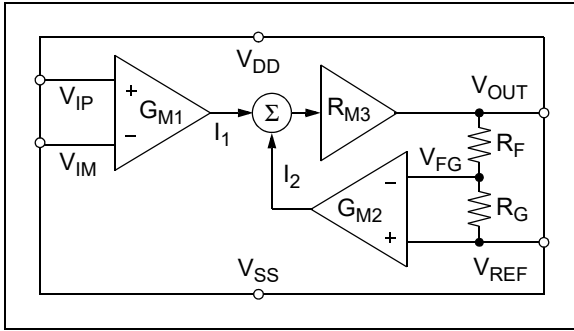 V_DD
V_IP
+
G_M1
−
V_IM
I_1
Σ
R_M3
V_OUT
R_F
V_FG
I_2
−
G_M2
+
R_G
V_SS
V_REF